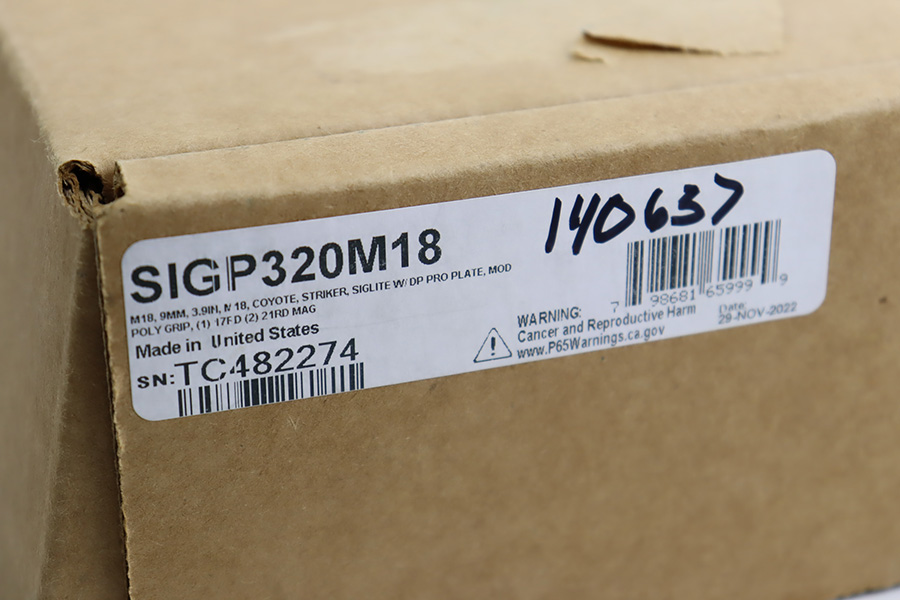 140637
SIGP320M18
M18, 9MM, 3.9IN, M18, COYOTE, STRIKER, SIGLITE W/ DP PRO PLATE, MOD
POLY GRIP, (1) 17RD (2) 21RD MAG
Made in United States
SN:TC482274
7 98681 65999 9
WARNING:
Cancer and Reproductive Harm
www.P65Warnings.ca.gov
Date:
29-NOV-2022